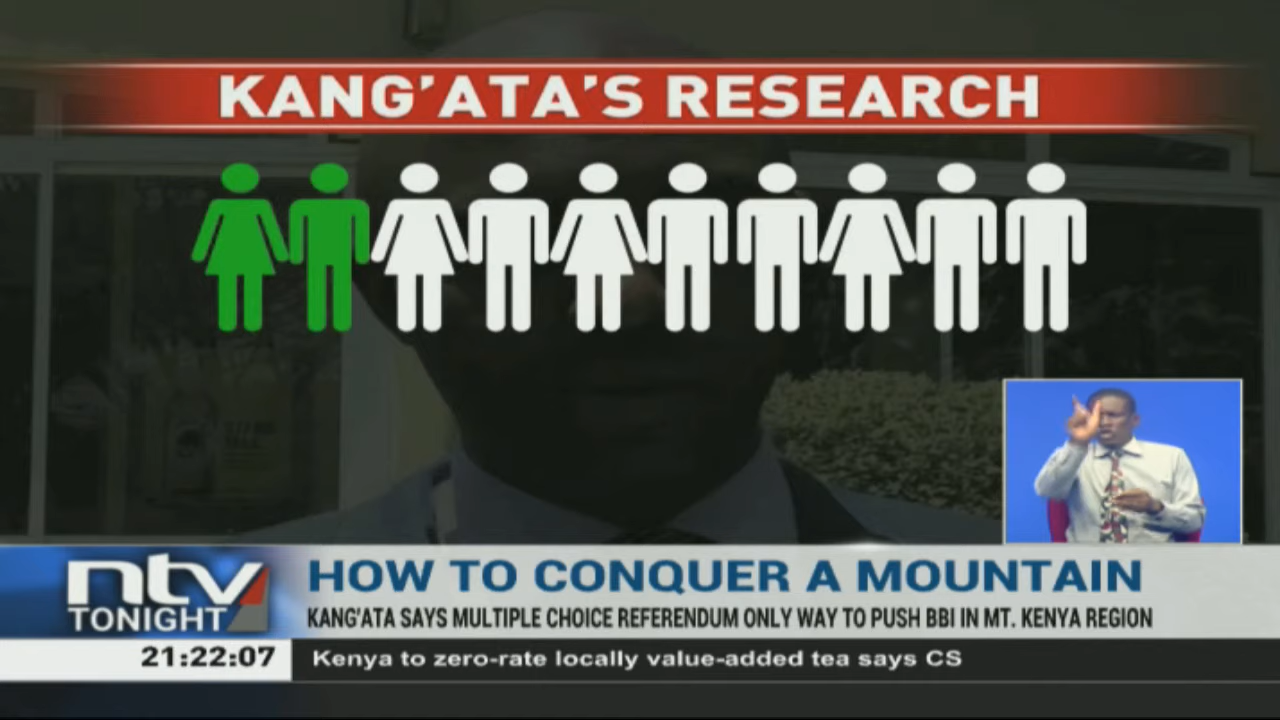 KANG'ATA'S RESEARCH
ntv
TONIGHT
HOW TO CONQUER A MOUNTAIN
KANG'ATA SAYS MULTIPLE CHOICE REFERENDUM ONLY WAY TO PUSH BBI IN MT. KENYA REGION
21:22:07
Kenya to zero-rate locally value-added tea says CS